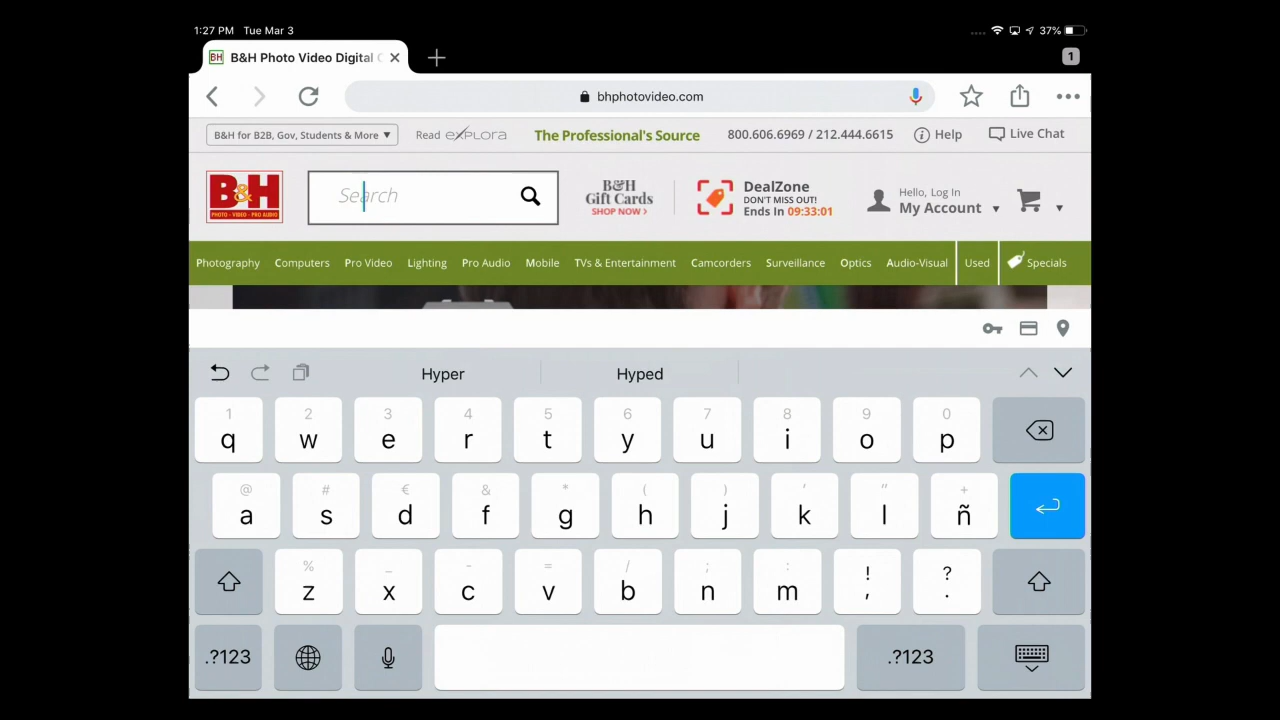 1:27 PM Tue Mar 3
37%
BH B&H Photo Video Digital C
1
bhphotovideo.com
B&H for B2B, Gov, Students & More
Read eXPLORA
The Professional's Source
800.606.6969 / 212.444.6615
Help
Live Chat
B&H
PHOTO - VIDEO - PRO AUDIO
Search
B&H
Gift Cards
SHOP NOW >
DealZone
DON'T MISS OUT!
Ends In 09:33:01
Hello, Log In
My Account
Photography Computers Pro Video Lighting Pro Audio Mobile TVs & Entertainment Camcorders Surveillance Optics Audio-Visual Used Specials
Hyper Hyped
1 2 3 4 5 6 7 8 9 0
q w e r t y u i o p
@ # € & * ( ) ' " +
a s d f g h j k l ñ
% _ - = / ; : ! ?
z x c v b n m , .
.?123 .?123